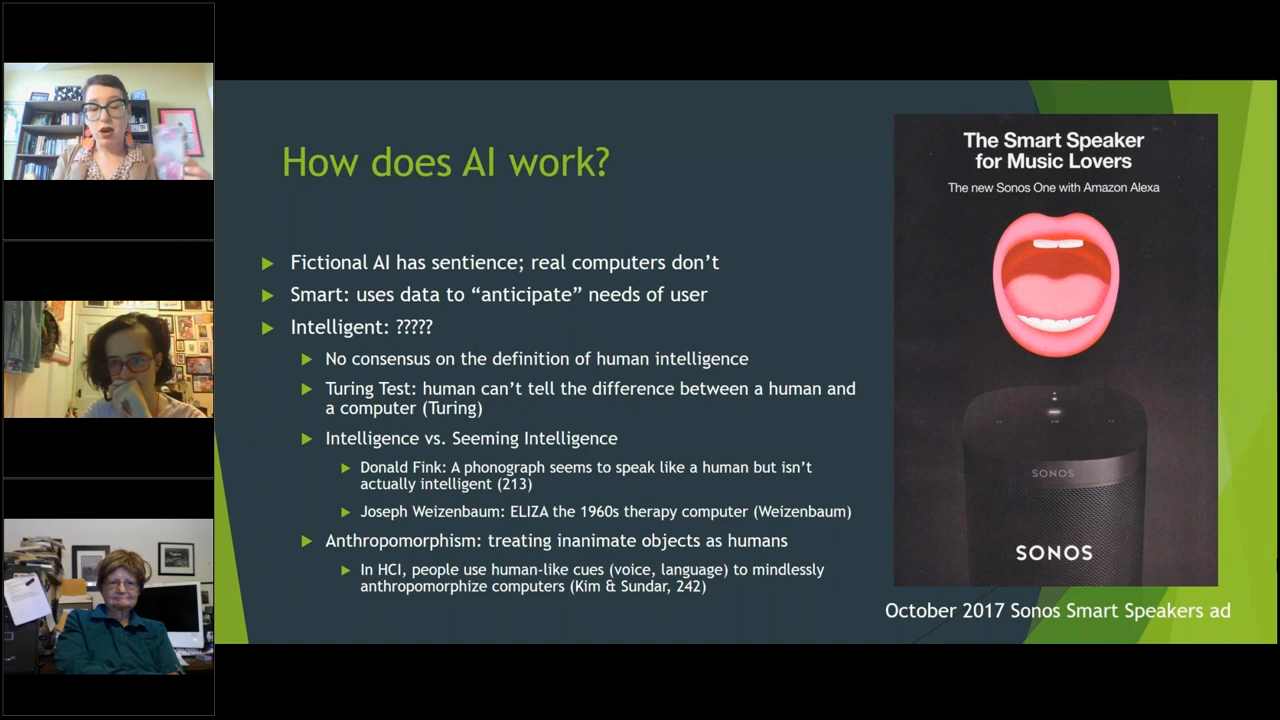 How does AI work?
Fictional AI has sentience; real computers don't
Smart: uses data to “anticipate” needs of user
Intelligent: ?????
No consensus on the definition of human intelligence
Turing Test: human can't tell the difference between a human and
a computer (Turing)
Intelligence vs. Seeming Intelligence
Donald Fink: A phonograph seems to speak like a human but isn't
actually intelligent (213)
Joseph Weizenbaum: ELIZA the 1960s therapy computer (Weizenbaum)
Anthropomorphism: treating inanimate objects as humans
In HCI, people use human-like cues (voice, language) to mindlessly
anthropomorphize computers (Kim & Sundar, 242)
The Smart Speaker
for Music Lovers
The new Sonos One with Amazon Alexa
SONOS
SONOS
October 2017 Sonos Smart Speakers ad